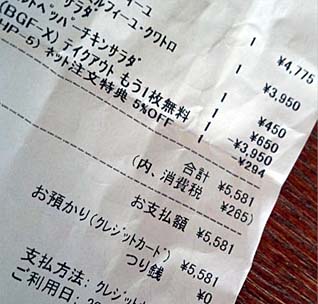 ルフィーユ・クワトロ 1 ¥4,775
サラダ 1 ¥3,950
ペッパーチキンサラダ 1 ¥450
1 ¥650
(BGF-X) テイクアウト もう1枚無料 1 -¥3,950
HP-5) ネット注文特典 5%OFF -¥294
合計 ¥5,581
(内、消費税 ¥265)
お支払額 ¥5,581
お預かり(クレジットカード) ¥5,581
つり銭 ¥0
支払方法: クレジット
ご利用日: